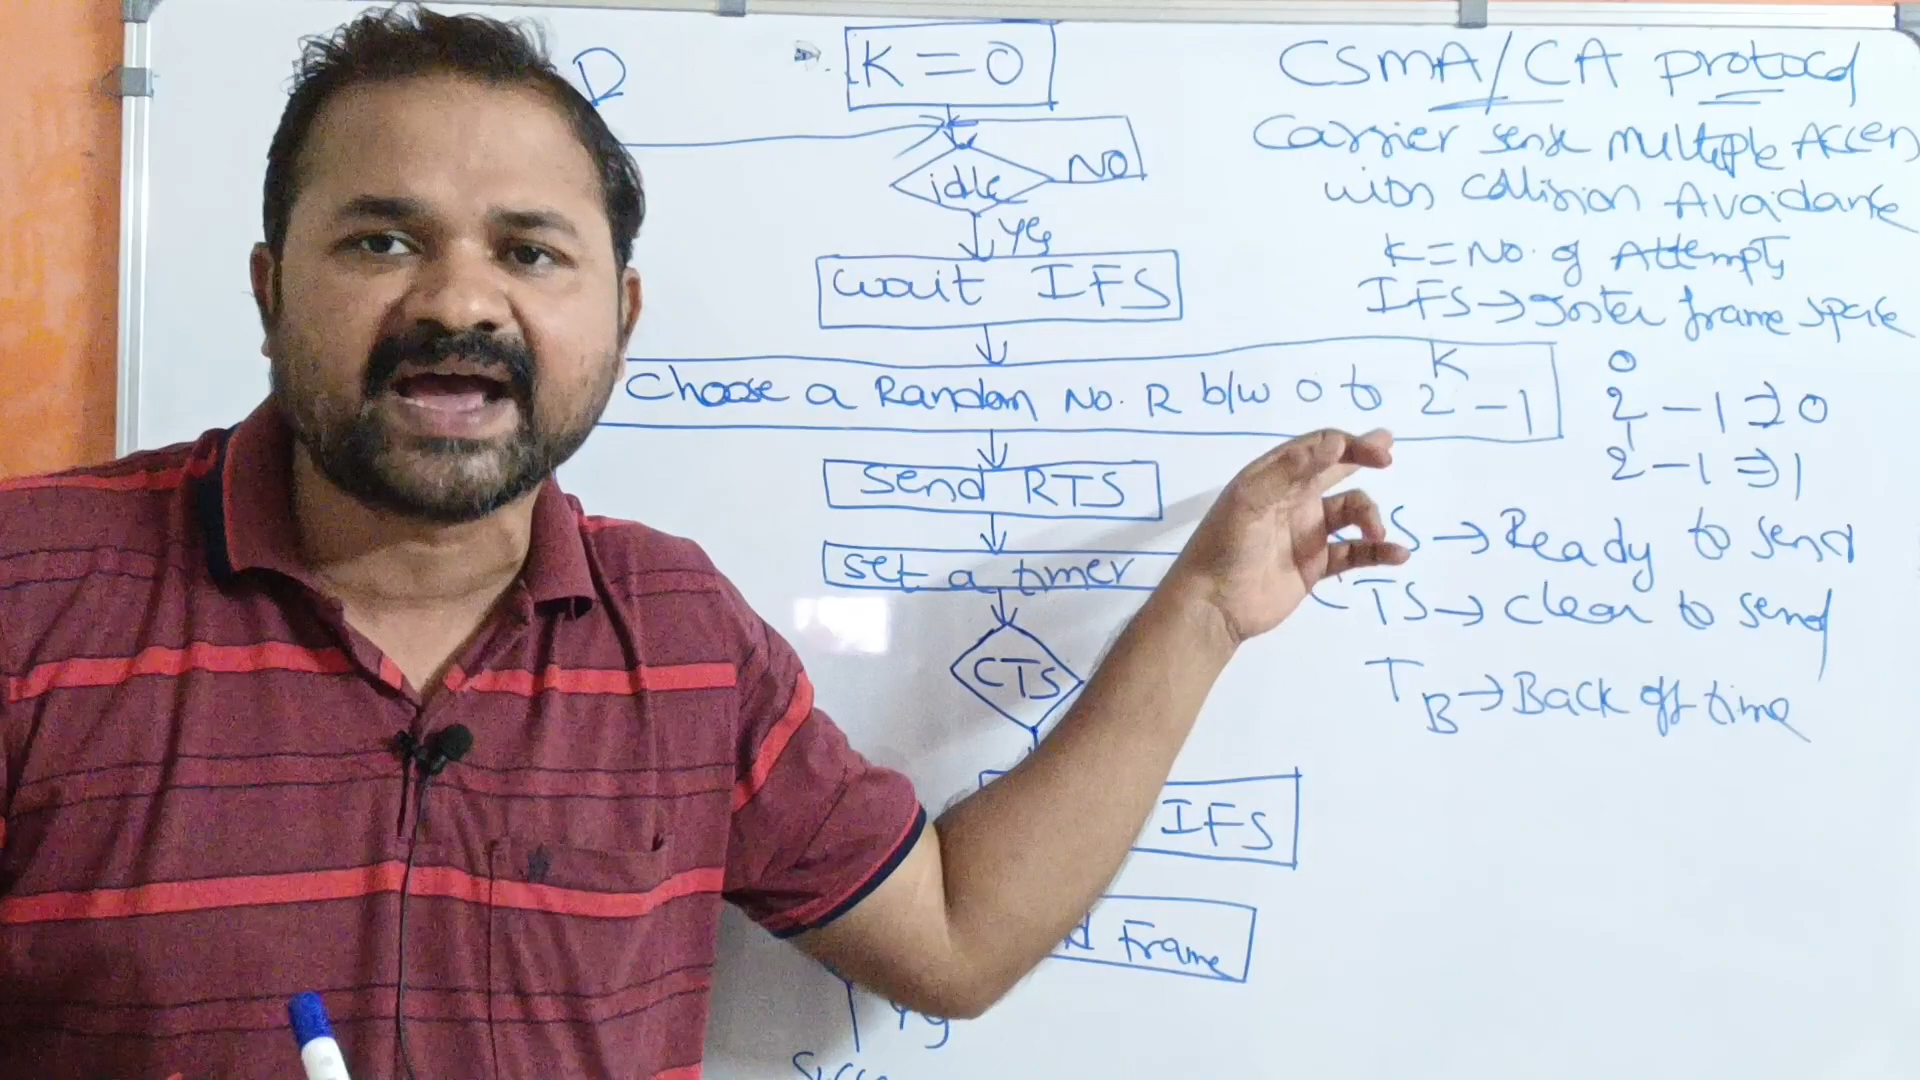 K = 0
CSMA/CA protocol
Carrier sense Multiple Access
with Collision Avoidance
K = No. of Attempts
IFS → Inter frame space
idle
No
Yes
wait IFS
Choose a Random No. R b/w 0 to 2^K - 1
2^0 - 1 ⇒ 0
2^1 - 1 ⇒ 1
Send RTS
S → Ready to send
set a timer
CTS → Clear to send
CTS
T_B → Back off time
IFS
Frame